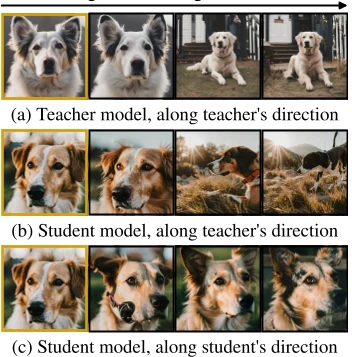 (a) Teacher model, along teacher's direction
(b) Student model, along teacher's direction
(c) Student model, along student's direction